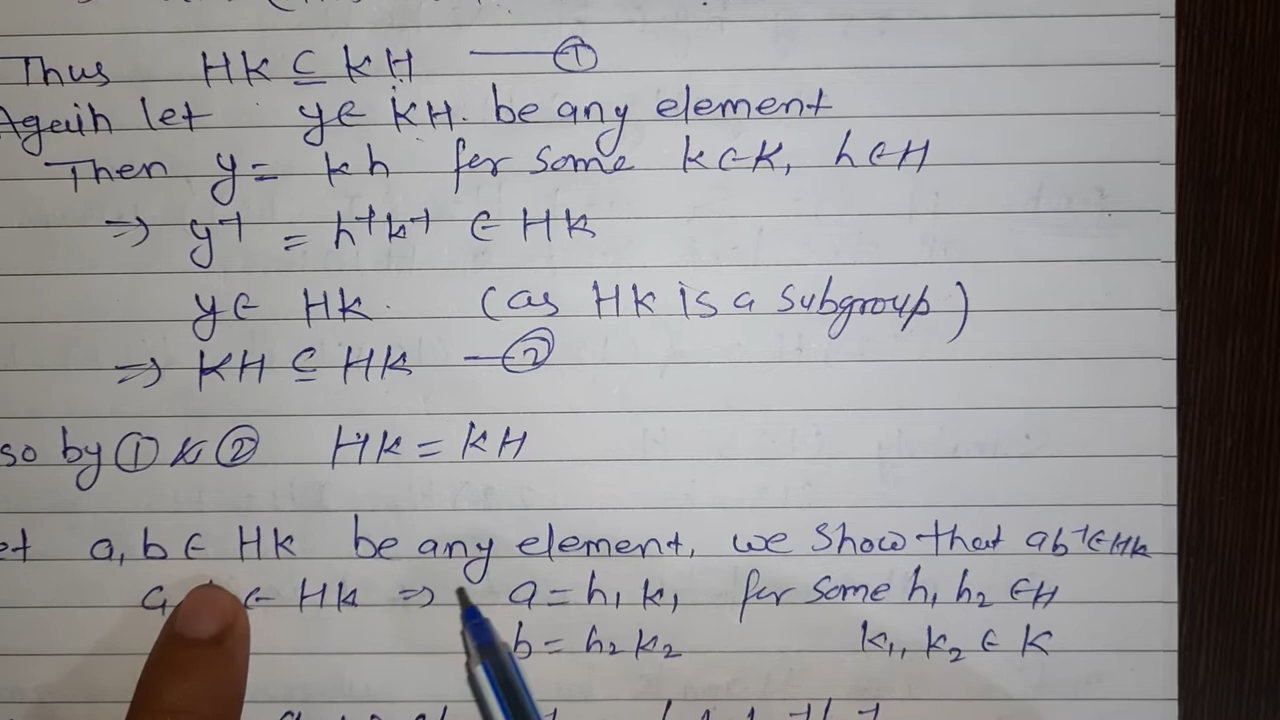 Thus HK ⊆ KH — ①
Again let y ∈ KH. be any element
Then y = kh for some k ∈ K, h ∈ H
⇒ y⁻¹ = h⁻¹k⁻¹ ∈ HK
y ∈ HK. (as HK is a subgroup)
⇒ KH ⊆ HK — ②
so by ① & ② HK = KH
a, b ∈ HK be any element, we show that ab⁻¹ ∈ HK
∈ HK ⇒ a = h₁k₁ for some h₁ h₂ ∈ H
b = h₂k₂ k₁, k₂ ∈ K